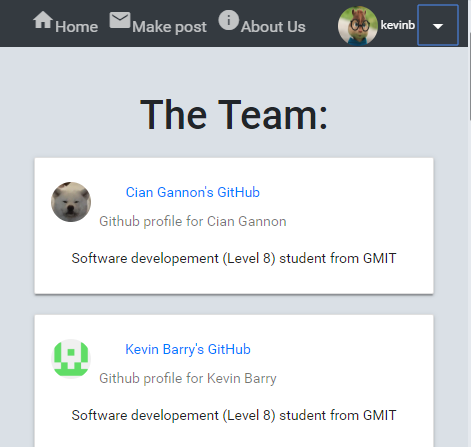 Home Make post About Us kevinb
The Team:
Cian Gannon's GitHub
Github profile for Cian Gannon
Software developement (Level 8) student from GMIT
Kevin Barry's GitHub
Github profile for Kevin Barry
Software developement (Level 8) student from GMIT